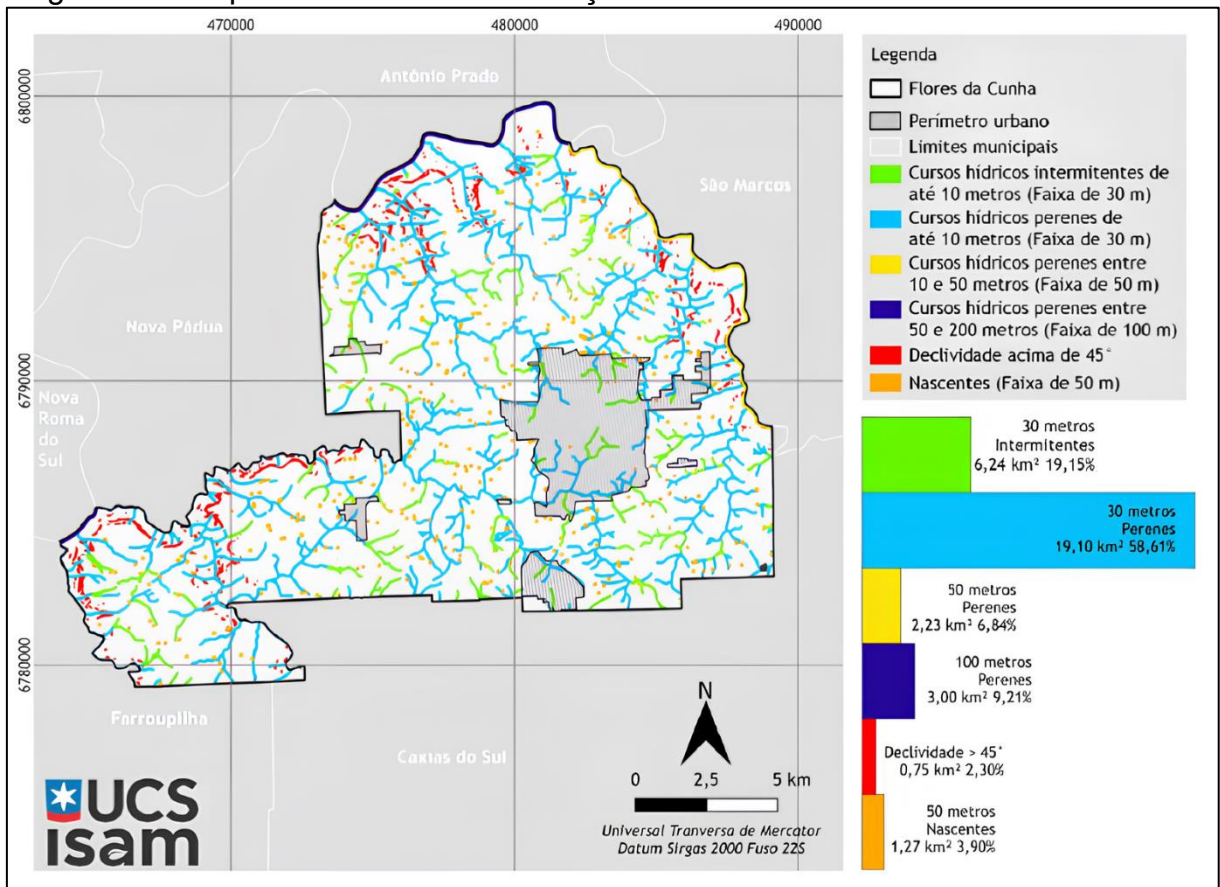 470000
480000
490000
6800000
6790000
6780000
Antônio Prado
São Marcos
Nova Pádua
Nova
Roma
do
Sul
Farroupilha
Caxias do Sul
N
0 2,5 5 km
Universal Tranversa de Mercator
Datum Sirgas 2000 Fuso 22S
UCS
isam
Legenda
Flores da Cunha
Perímetro urbano
Limites municipais
Cursos hídricos intermitentes de
até 10 metros (Faixa de 30 m)
Cursos hídricos perenes de
até 10 metros (Faixa de 30 m)
Cursos hídricos perenes entre
10 e 50 metros (Faixa de 50 m)
Cursos hídricos perenes entre
50 e 200 metros (Faixa de 100 m)
Declividade acima de 45°
Nascentes (Faixa de 50 m)
30 metros
Intermitentes
6,24 km² 19,15%
30 metros
Perenes
19,10 km² 58,61%
50 metros
Perenes
2,23 km² 6,84%
100 metros
Perenes
3,00 km² 9,21%
Declividade > 45°
0,75 km² 2,30%
50 metros
Nascentes
1,27 km² 3,90%